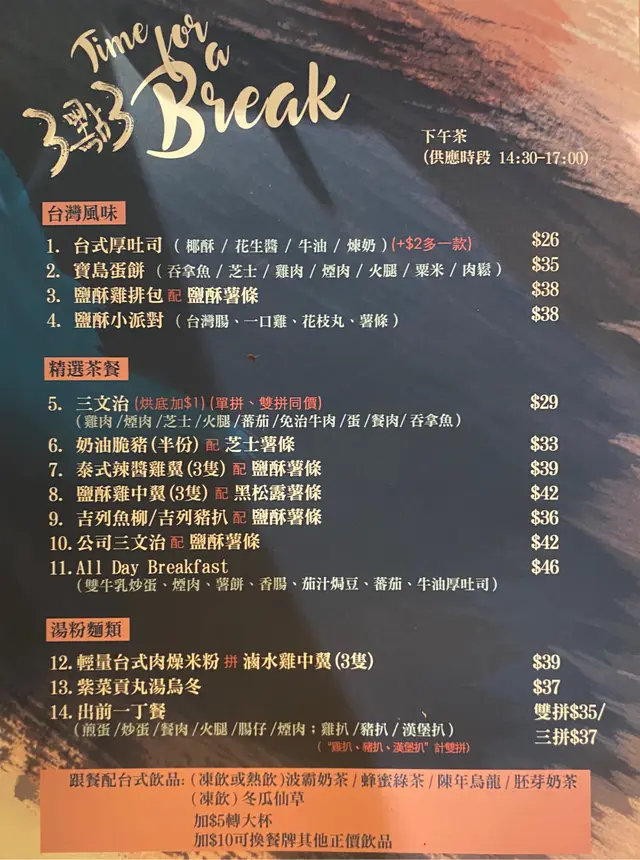 Time for a
3點3 Break
下午茶
(供應時段 14:30-17:00)
台灣風味
1. 台式厚吐司 (椰酥 / 花生醬 / 牛油 / 煉奶) (+$2多一款) $26
2. 寶島蛋餅 (吞拿魚 / 芝士 / 雞肉 / 煙肉 / 火腿 / 粟米 / 肉鬆) $35
3. 鹽酥雞排包 配 鹽酥薯條 $38
4. 鹽酥小派對 (台灣腸、一口雞、花枝丸、薯條) $38
精選茶餐
5. 三文治 (烘底加$1) (單拼、雙拼同價) $29
(雞肉 /煙肉 /芝士 /火腿/蕃茄 /免治牛肉 /蛋 /餐肉/ 吞拿魚)
6. 奶油脆豬(半份) 配 芝士薯條 $33
7. 泰式辣醬雞翼(3隻) 配 鹽酥薯條 $39
8. 鹽酥雞中翼(3隻) 配 黑松露薯條 $42
9. 吉列魚柳/吉列豬扒 配 鹽酥薯條 $36
10. 公司三文治 配 鹽酥薯條 $42
11. All Day Breakfast $46
(雙牛乳炒蛋、煙肉、薯餅、香腸、茄汁焗豆、蕃茄、牛油厚吐司)
湯粉麵類
12. 輕量台式肉燥米粉 拼 滷水雞中翼(3隻) $39
13. 紫菜貢丸湯烏冬 $37
14. 出前一丁餐 雙拼$35/
(煎蛋 /炒蛋 /餐肉 /火腿 /腸仔 /煙肉 ; 雞扒 /豬扒 / 漢堡扒) 三拼$37
("雞扒、豬扒、漢堡扒" 計雙拼)
跟餐配台式飲品: (凍飲或熱飲) 波霸奶茶 / 蜂蜜綠茶 / 陳年烏龍 / 胚芽奶茶
(凍飲) 冬瓜仙草
加$5轉大杯
加$10可換餐牌其他正價飲品